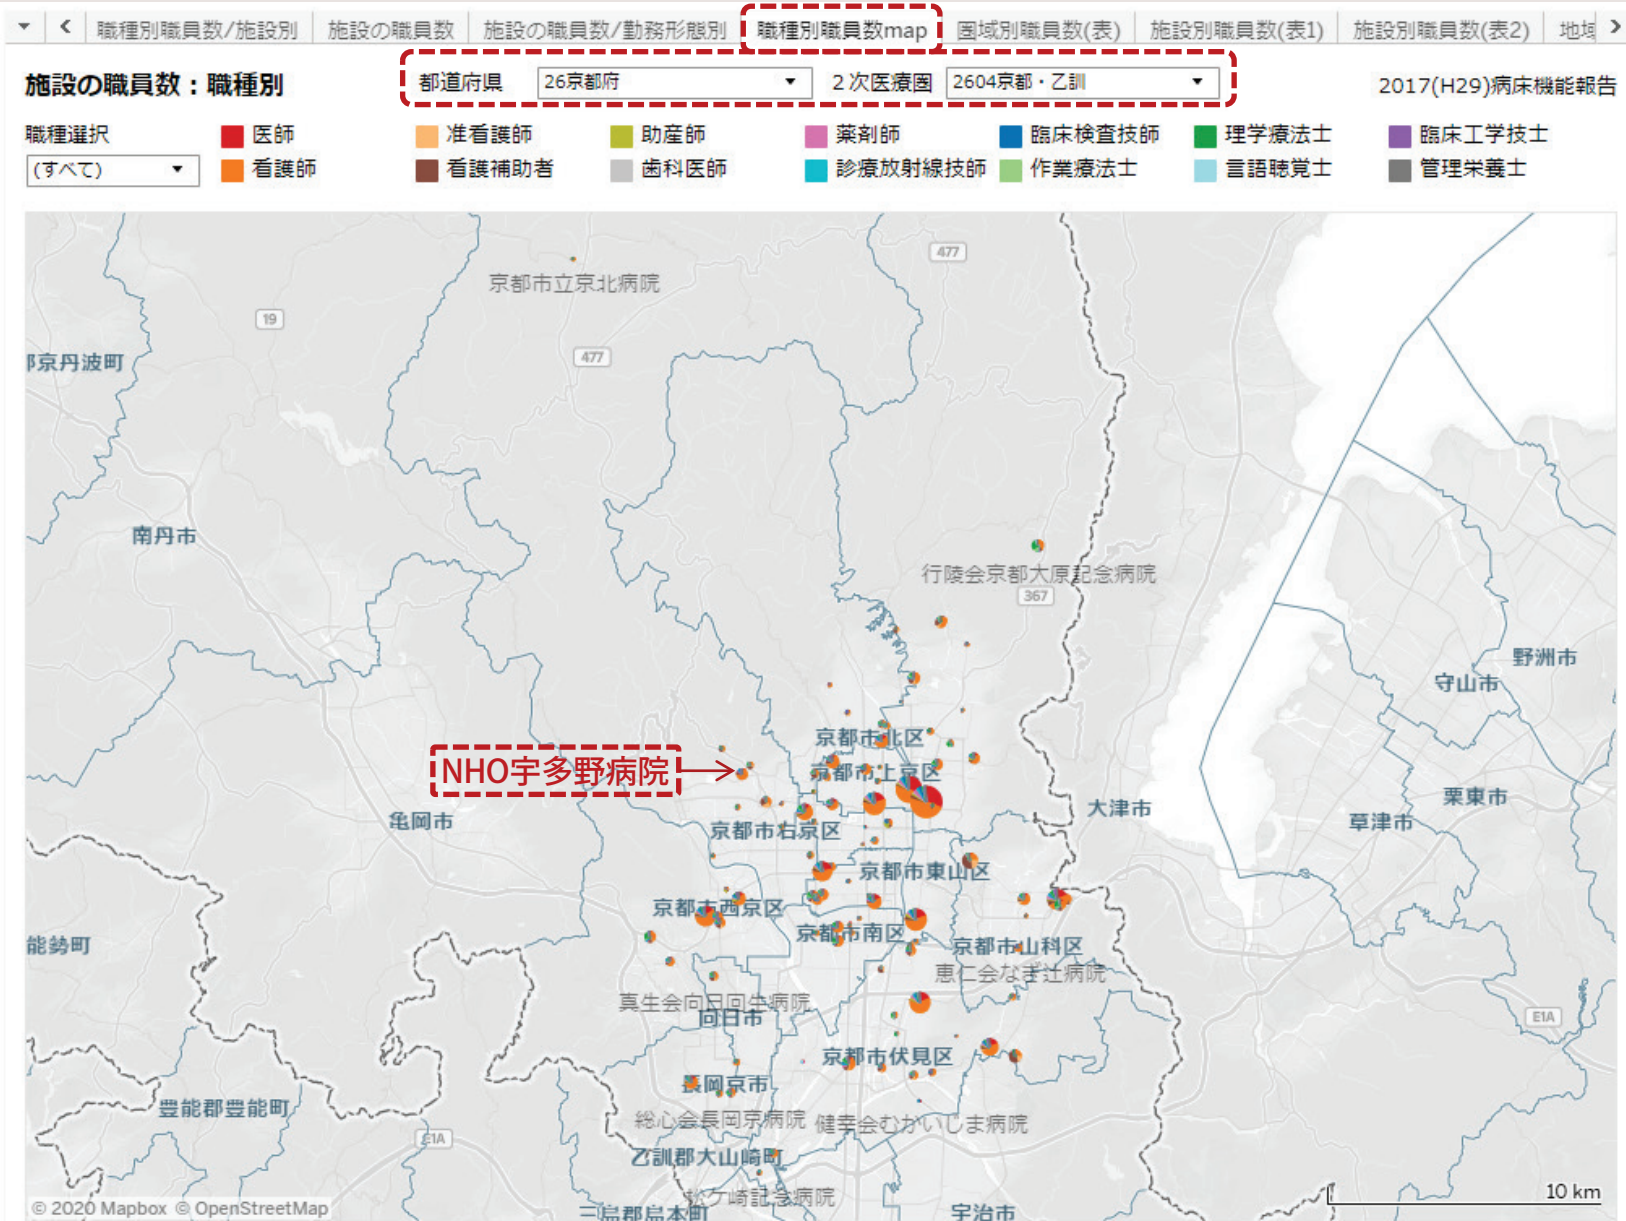 職種別職員数/施設別 施設の職員数 施設の職員数/勤務形態別 職種別職員数map 圏域別職員数(表) 施設別職員数(表1) 施設別職員数(表2) 地域
施設の職員数：職種別 都道府県 26京都府 2次医療圏 2604京都・乙訓 2017(H29)病床機能報告
職種選択 医師 准看護師 助産師 薬剤師 臨床検査技師 理学療法士 臨床工学技士
(すべて) 看護師 看護補助者 歯科医師 診療放射線技師 作業療法士 言語聴覚士 管理栄養士
477
京都市立京北病院
19
477
京丹波町
南丹市
行陵会京都大原記念病院
367
野洲市
守山市
京都市北区
NHO宇多野病院
京都市上京区
栗東市
大津市
亀岡市
草津市
京都市右京区
京都市東山区
京都市西京区
京都市南区
能勢町
京都市山科区
恵仁会なぎ辻病院
真生会向日回生病院
向日市
E1A
京都市伏見区
長岡京市
豊能郡豊能町
総心会長岡京病院
健幸会むかいじま病院
E1A
乙訓郡大山崎町
松ケ崎記念病院
10 km
© 2020 Mapbox © OpenStreetMap
三島郡島本町
宇治市